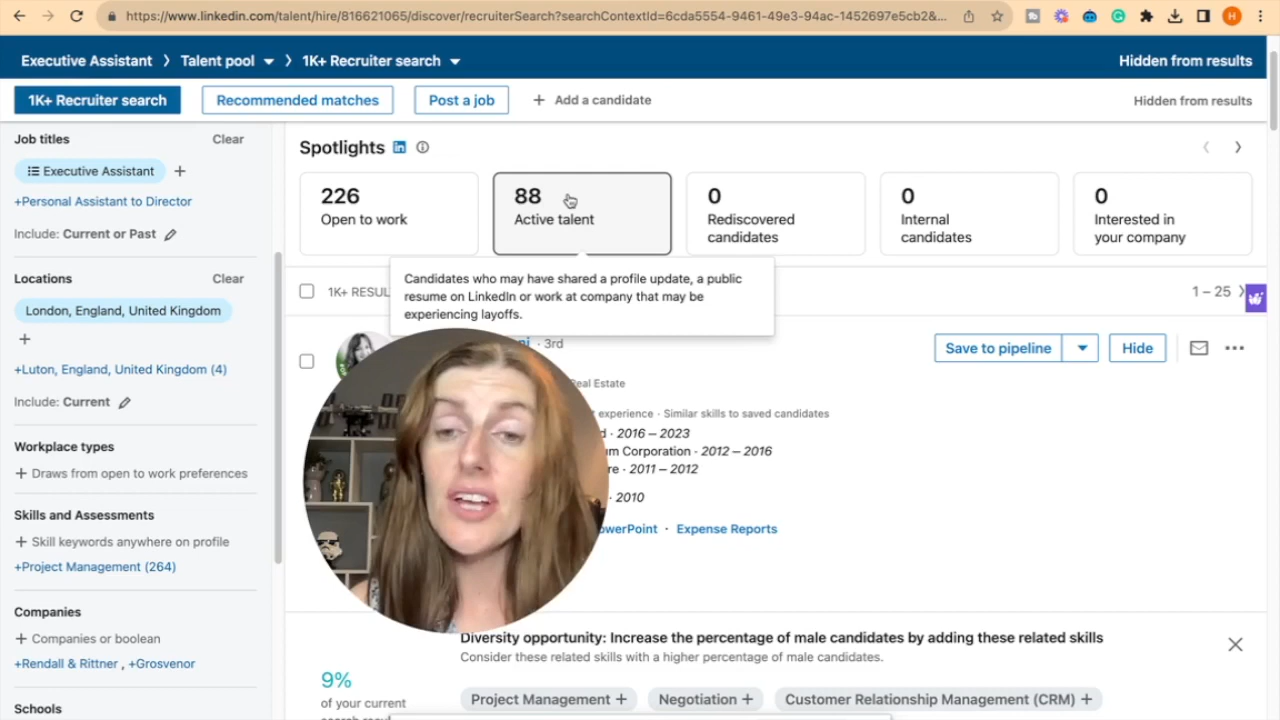 https://www.linkedin.com/talent/hire/816621065/discover/recruiterSearch?searchContextId=6cda5554-9461-49e3-94ac-1452697e5cb2&...
H
Executive Assistant > Talent pool > 1K+ Recruiter search
Hidden from results
1K+ Recruiter search Recommended matches Post a job + Add a candidate
Hidden from results
Job titles Clear
Executive Assistant +
+Personal Assistant to Director
Include: Current or Past
Locations Clear
London, England, United Kingdom
+
+Luton, England, United Kingdom (4)
Include: Current
Workplace types
+ Draws from open to work preferences
Skills and Assessments
+ Skill keywords anywhere on profile
+Project Management (264)
Companies
+ Companies or boolean
+Rendall & Rittner , +Grosvenor
Schools
Spotlights in
226
Open to work
88
Active talent
0
Rediscovered
candidates
0
Internal
candidates
0
Interested in
your company
Candidates who may have shared a profile update, a public
resume on LinkedIn or work at company that may be
experiencing layoffs.
1K+ RESUL
1 – 25
· 3rd
Save to pipeline Hide
Real Estate
experience · Similar skills to saved candidates
· 2016 – 2023
Corporation · 2012 – 2016
· 2011 – 2012
· 2010
owerPoint · Expense Reports
Diversity opportunity: Increase the percentage of male candidates by adding these related skills
Consider these related skills with a higher percentage of male candidates.
9%
of your current
Project Management + Negotiation + Customer Relationship Management (CRM) +